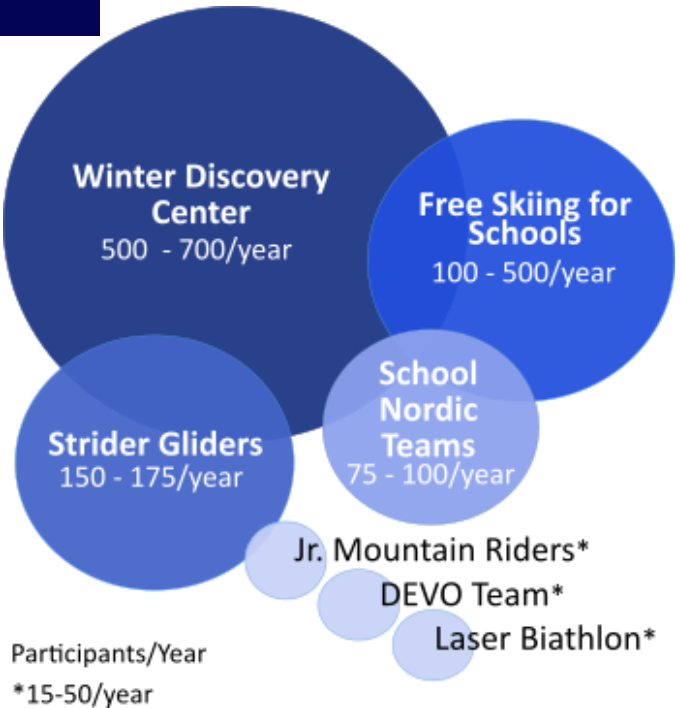 Winter Discovery
Center
500 - 700/year
Free Skiing for
Schools
100 - 500/year
School
Nordic
Teams
75 - 100/year
Strider Gliders
150 - 175/year
Jr. Mountain Riders*
DEVO Team*
Laser Biathlon*
Participants/Year
*15-50/year